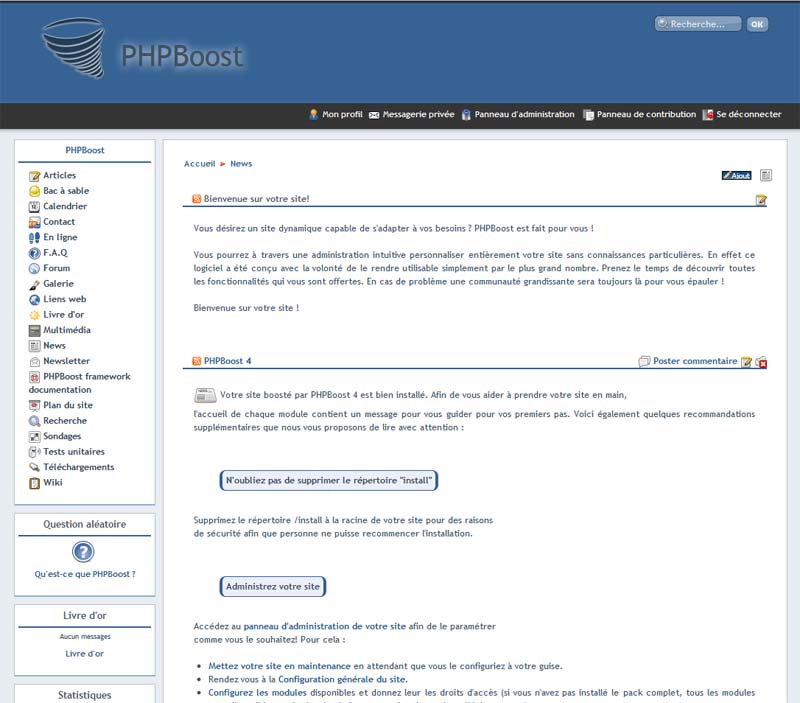 PHPBoost
Recherche...
OK
Mon profil Messagerie privée Panneau d'administration Panneau de contribution Se déconnecter
PHPBoost
Articles
Bac à sable
Calendrier
Contact
En ligne
F.A.Q
Forum
Galerie
Liens web
Livre d'or
Multimédia
News
Newsletter
PHPBoost framework
documentation
Plan du site
Recherche
Sondages
Tests unitaires
Téléchargements
Wiki
Question aléatoire
Qu'est-ce que PHPBoost ?
Livre d'or
Aucun messages
Livre d'or
Statistiques
Accueil ► News
Ajout
Bienvenue sur votre site!
Vous désirez un site dynamique capable de s'adapter à vos besoins ? PHPBoost est fait pour vous !
Vous pourrez à travers une administration intuitive personnaliser entièrement votre site sans connaissances particulières. En effet ce
logiciel a été conçu avec la volonté de le rendre utilisable simplement par le plus grand nombre. Prenez le temps de découvrir toutes
les fonctionnalités qui vous sont offertes. En cas de problème une communauté grandissante sera toujours là pour vous épauler !
Bienvenue sur votre site !
PHPBoost 4
Poster commentaire
Votre site boosté par PHPBoost 4 est bien installé. Afin de vous aider à prendre votre site en main,
l'accueil de chaque module contient un message pour vous guider pour vos premiers pas. Voici également quelques recommandations
supplémentaires que nous vous proposons de lire avec attention :
N'oubliez pas de supprimer le répertoire "install"
Supprimez le répertoire /install à la racine de votre site pour des raisons
de sécurité afin que personne ne puisse recommencer l'installation.
Administrez votre site
Accédez au panneau d'administration de votre site afin de le paramétrer
comme vous le souhaitez! Pour cela :
• Mettez votre site en maintenance en attendant que vous le configuriez à votre guise.
• Rendez vous à la Configuration générale du site.
• Configurez les modules disponibles et donnez leur les droits d'accès (si vous n'avez pas installé le pack complet, tous les modules